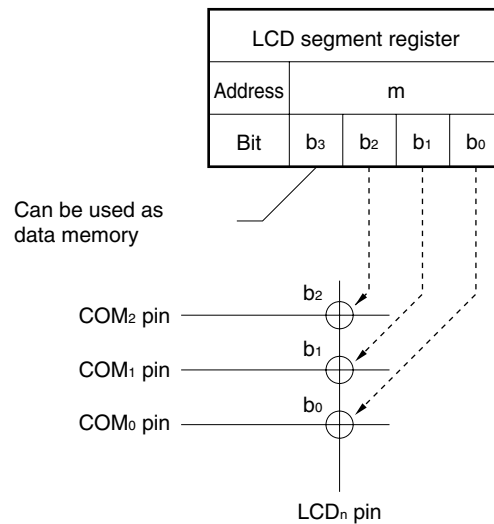 LCD segment register
Address m
Bit b3 b2 b1 b0
Can be used as
data memory
b2
COM2 pin
b1
COM1 pin
b0
COM0 pin
LCDn pin